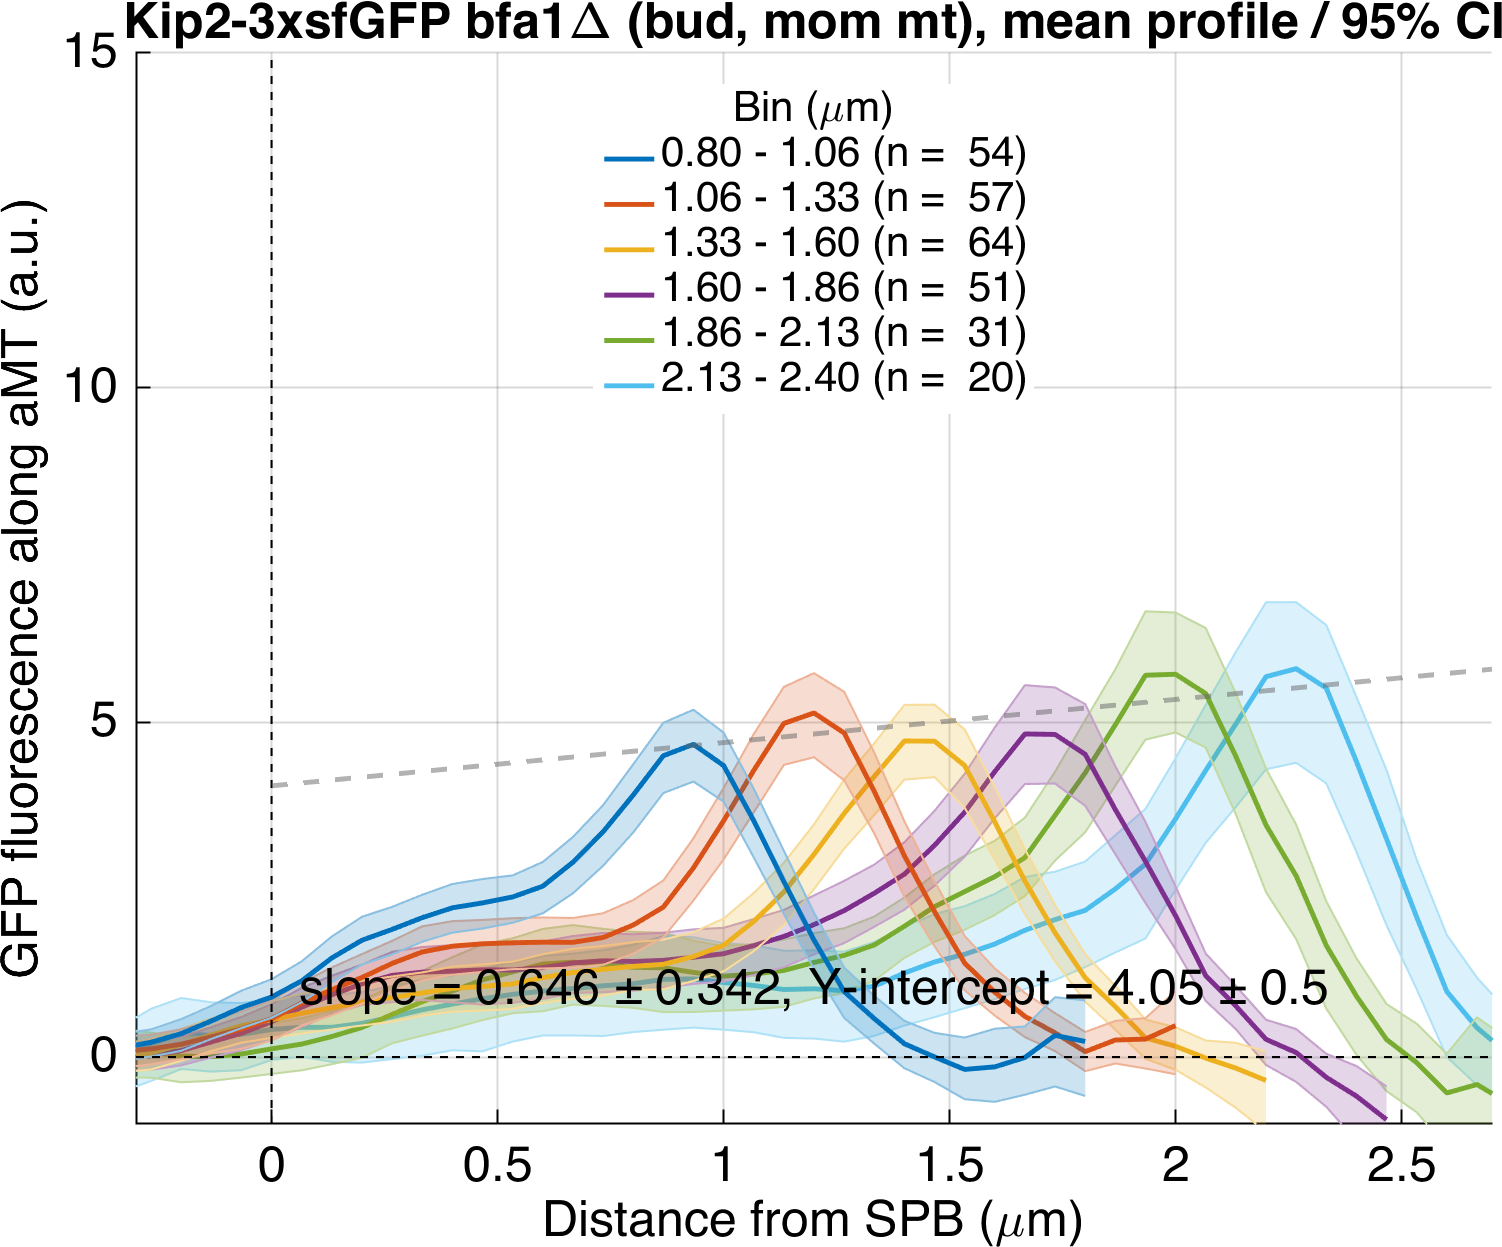 Kip2-3xsfGFP bfa1Δ (bud, mom mt), mean profile / 95% CI
15
10
5
0
GFP fluorescence along aMT (a.u.)
Bin (μm)
0.80 - 1.06 (n = 54)
1.06 - 1.33 (n = 57)
1.33 - 1.60 (n = 64)
1.60 - 1.86 (n = 51)
1.86 - 2.13 (n = 31)
2.13 - 2.40 (n = 20)
slope = 0.646 ± 0.342, Y-intercept = 4.05 ± 0.5
0 0.5 1 1.5 2 2.5
Distance from SPB (μm)